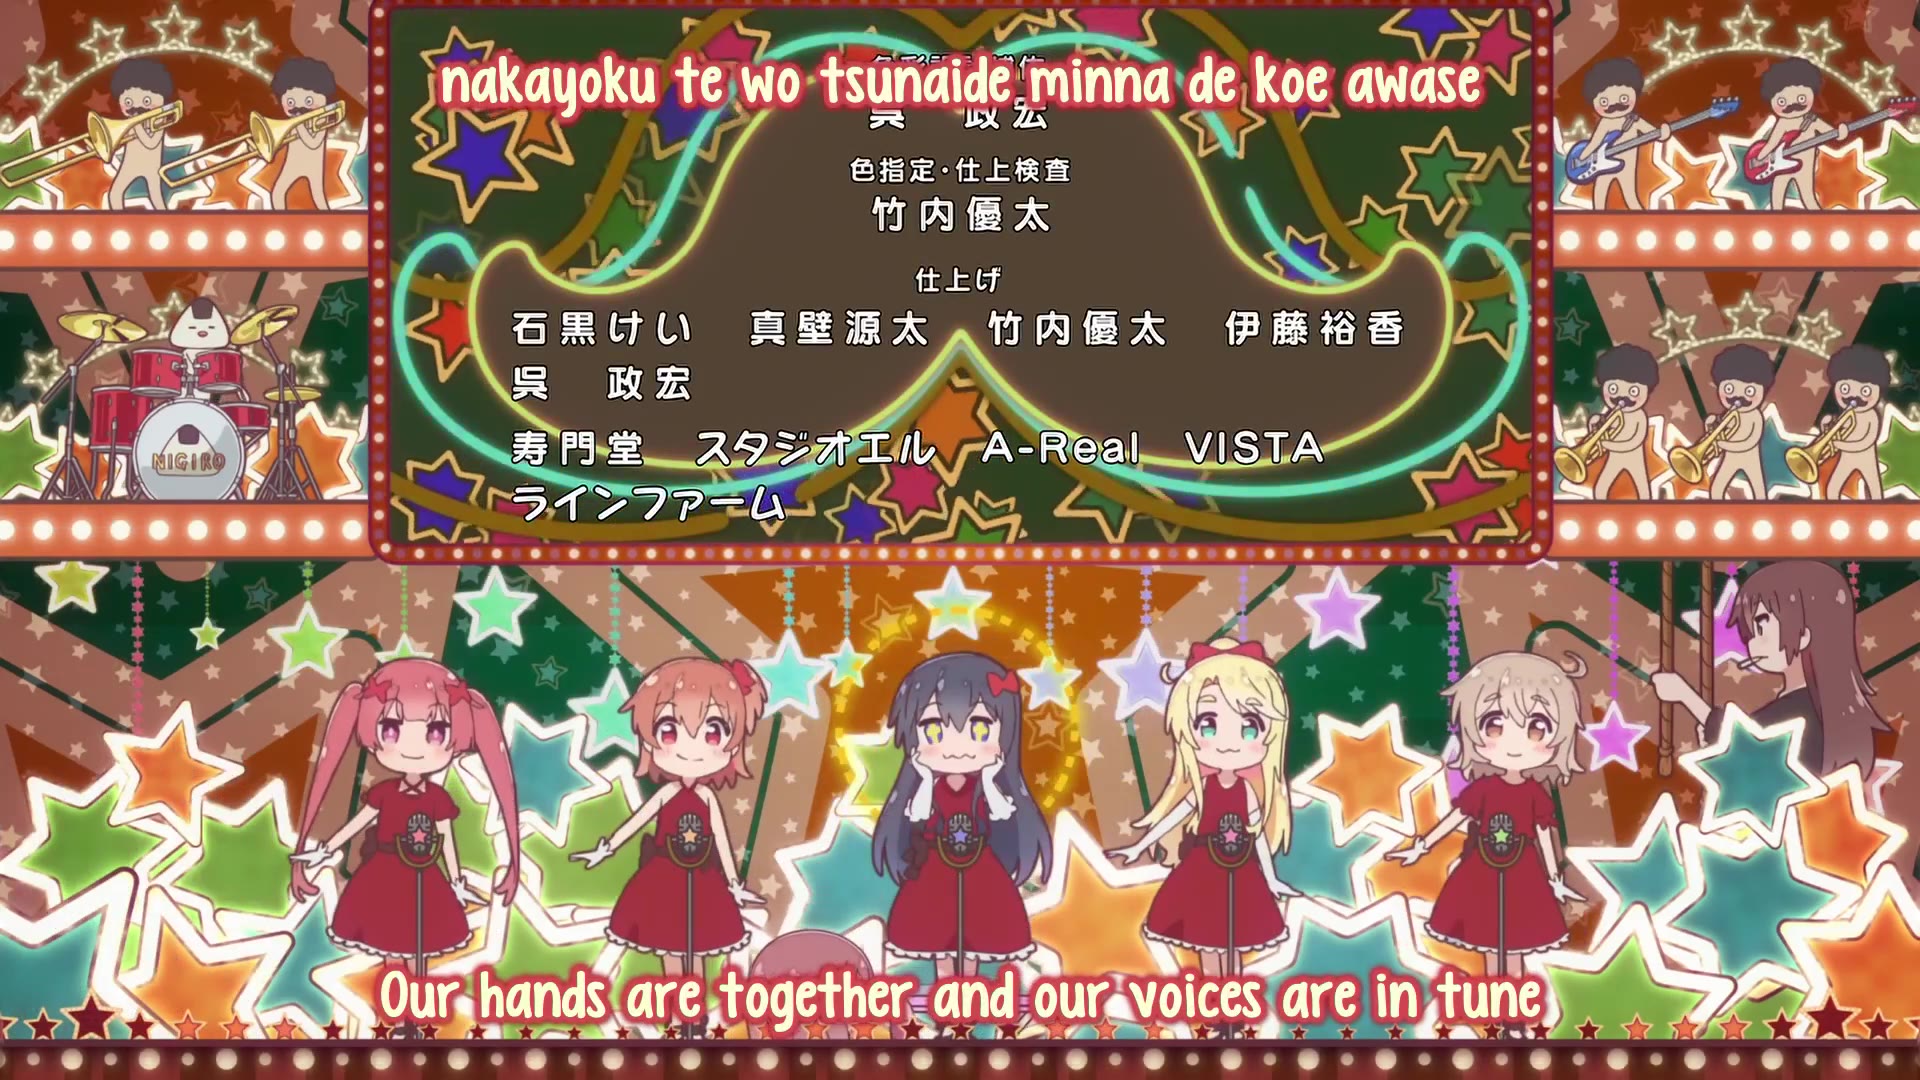 nakayoku te wo tsunaide minna de koe awase
呉 政宏
色指定・仕上検査
竹内優太
仕上げ
石黒けい 真壁源太 竹内優太 伊藤裕香
呉 政宏
寿門堂 スタジオエル A-Real VISTA
ラインファーム
NIGIRO
Our hands are together and our voices are in tune